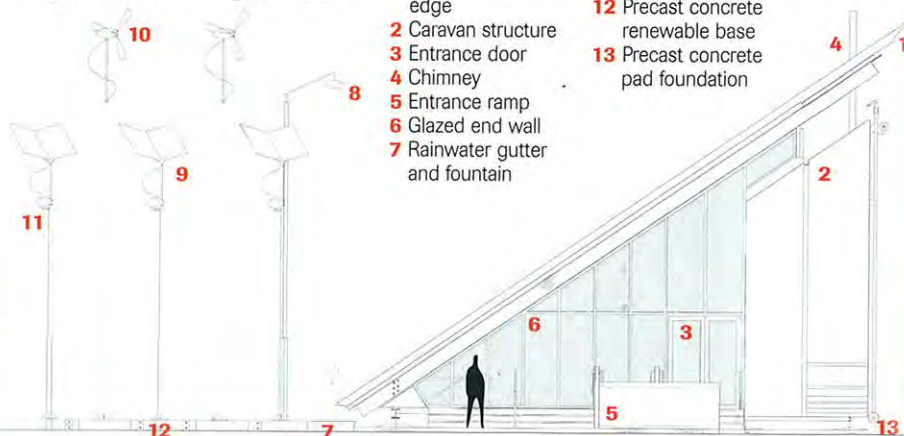 edge
2 Caravan structure
3 Entrance door
4 Chimney
5 Entrance ramp
6 Glazed end wall
7 Rainwater gutter
and fountain
12 Precast concrete
renewable base
13 Precast concrete
pad foundation
10
4
1
8
9
2
11
6
3
5
12
7
13